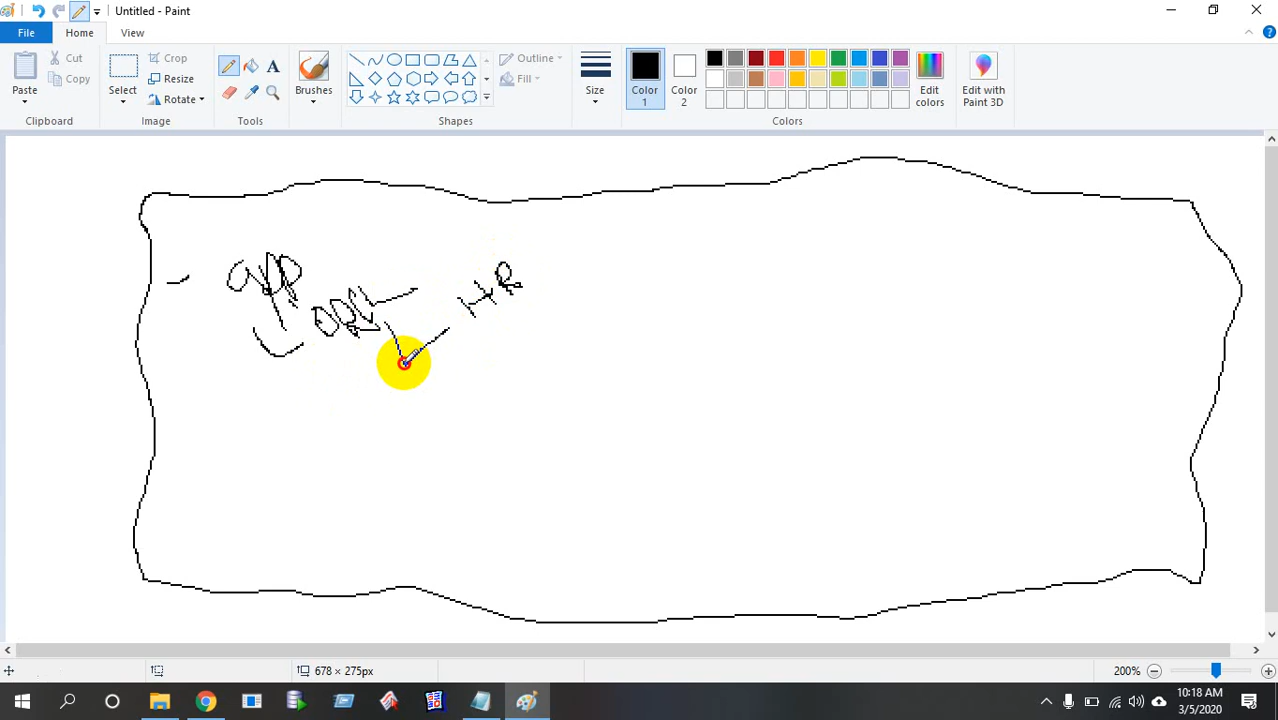 Untitled - Paint
File
Home
View
Cut
Copy
Paste
Clipboard
Crop
Resize
Rotate
Select
Image
Tools
Brushes
Shapes
Outline
Fill
Size
Color 1
Color 2
Edit colors
Edit with Paint 3D
Colors
HR
678 × 275px
200%
10:18 AM
3/5/2020